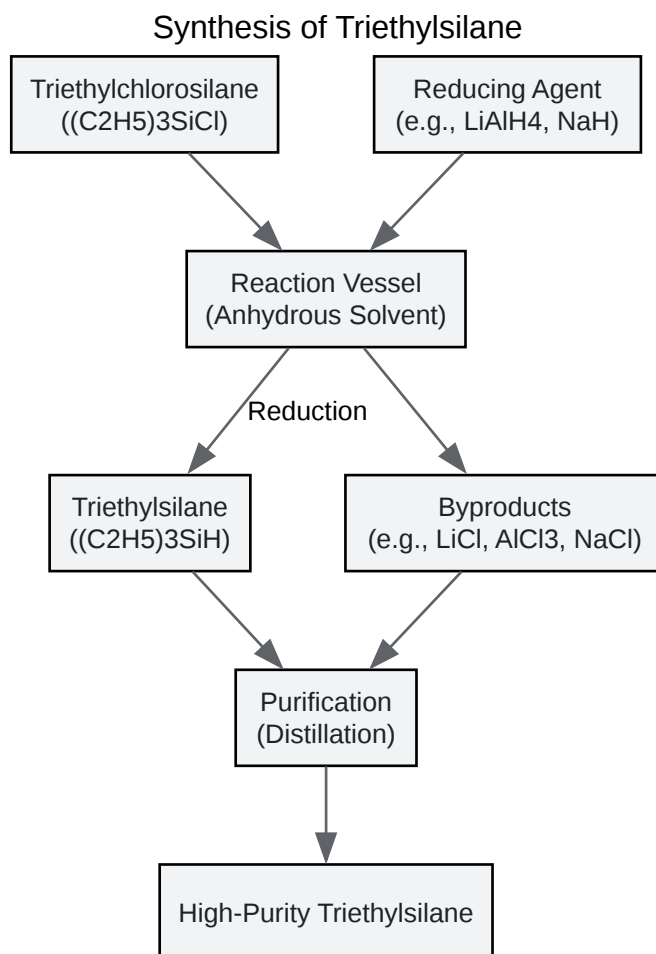 Synthesis of Triethylsilane
Triethylchlorosilane
((C2H5)3SiCl)
Reducing Agent
(e.g., LiAlH4, NaH)
Reaction Vessel
(Anhydrous Solvent)
Reduction
Triethylsilane
((C2H5)3SiH)
Byproducts
(e.g., LiCl, AlCl3, NaCl)
Purification
(Distillation)
High-Purity Triethylsilane